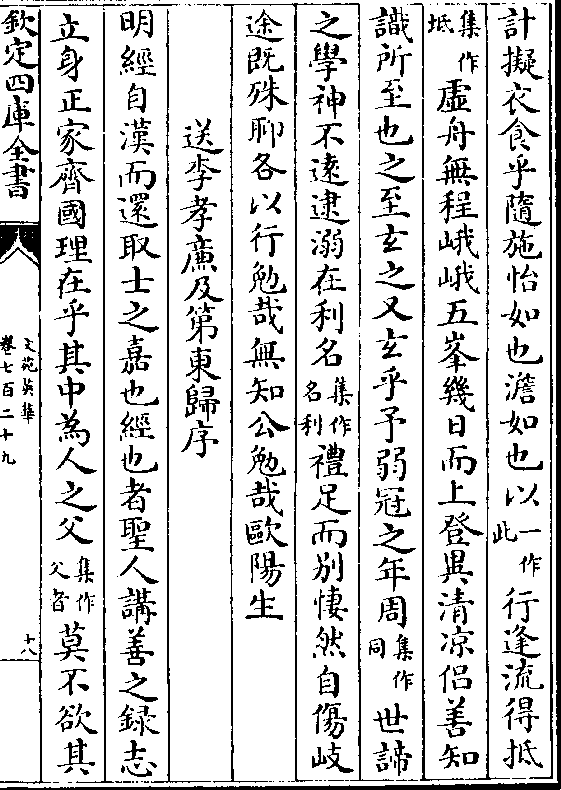 計擬衣食乎隨施怡如也澹如也以一作此行逢流得抵
集作坻虛舟無程峨峨五峯幾日而上登與清凉侣善知
識所至也之至玄之又玄乎予弱冠之年周集作同世諦
之學神不遠逮溺在利名集作名利禮足而別悽然自傷岐
途既殊聊各以行勉哉無知公勉哉歐陽生
送李孝㢘及第東歸序
明經自漢而還取士之嘉也經也者聖人講善之録志
立身正家齊國理在乎其中為人之父集作父者莫不欲其
欽定四庫全書
文苑英華
卷七百二十九
十八